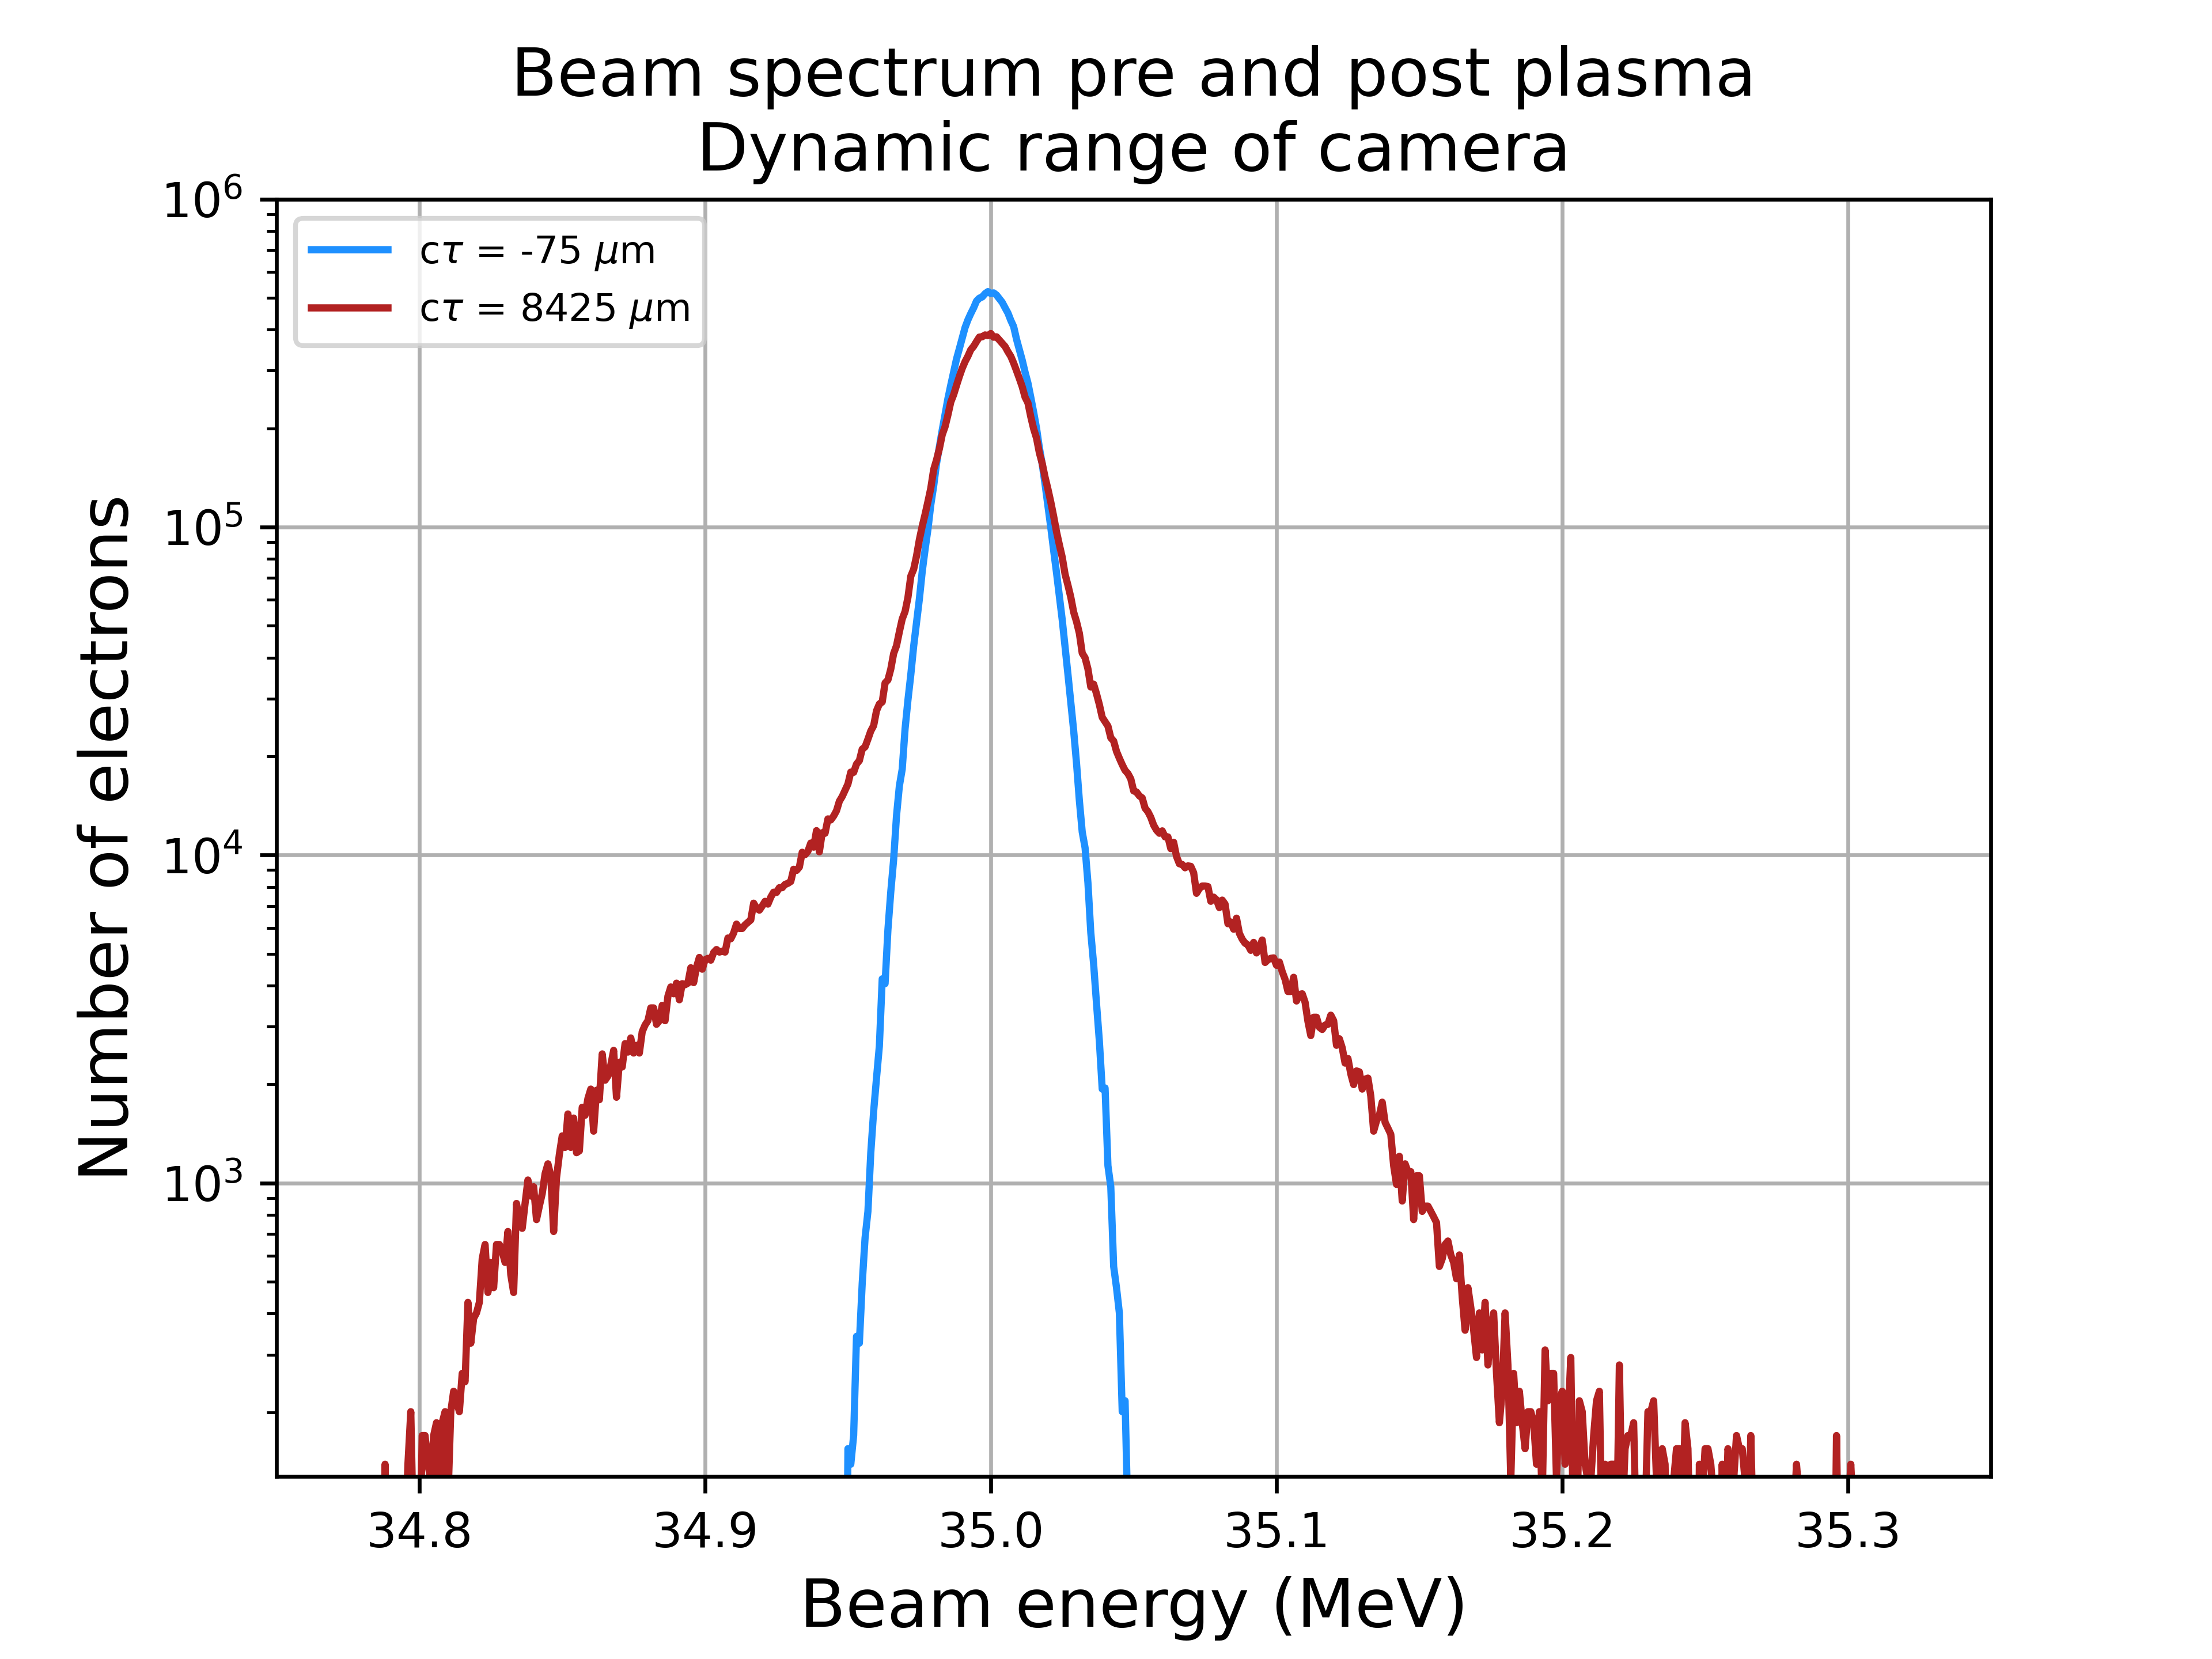 Beam spectrum pre and post plasma
Dynamic range of camera
10⁶
10⁵
10⁴
10³
Number of electrons
cτ = -75 μm
cτ = 8425 μm
34.8 34.9 35.0 35.1 35.2 35.3
Beam energy (MeV)